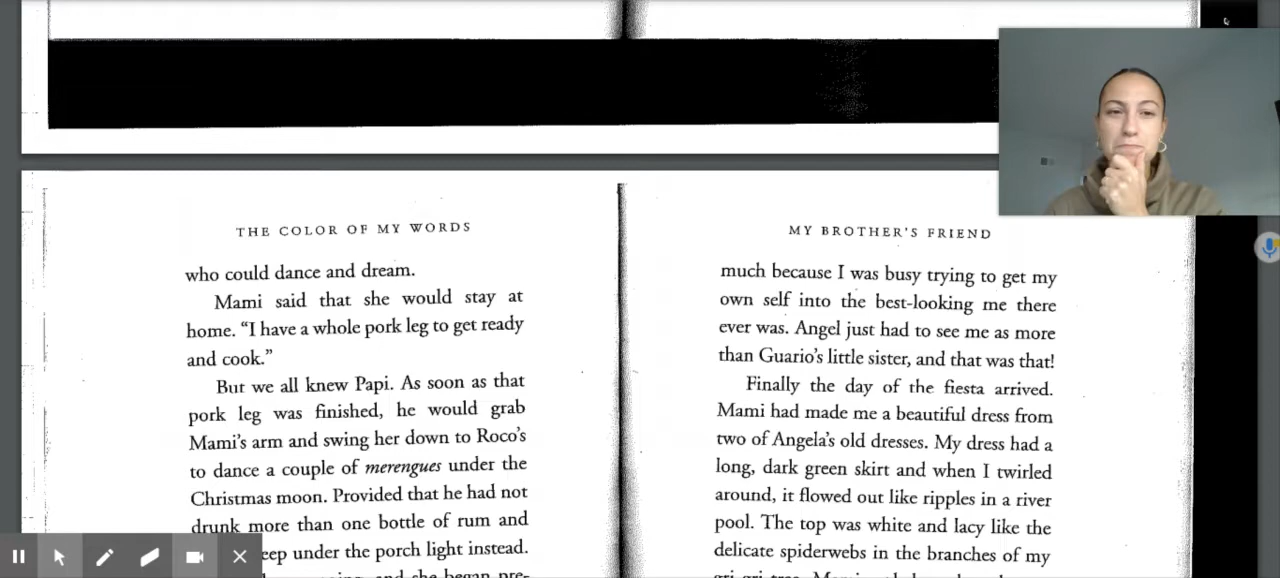 THE COLOR OF MY WORDS
who could dance and dream.
Mami said that she would stay at
home. “I have a whole pork leg to get ready
and cook.”
But we all knew Papi. As soon as that
pork leg was finished, he would grab
Mami’s arm and swing her down to Roco’s
to dance a couple of merengues under the
Christmas moon. Provided that he had not
drunk more than one bottle of rum and
under the porch light instead.
and she began pre-
MY BROTHER’S FRIEND
much because I was busy trying to get my
own self into the best-looking me there
ever was. Angel just had to see me as more
than Guario’s little sister, and that was that!
Finally the day of the fiesta arrived.
Mami had made me a beautiful dress from
two of Angela’s old dresses. My dress had a
long, dark green skirt and when I twirled
around, it flowed out like ripples in a river
pool. The top was white and lacy like the
delicate spiderwebs in the branches of my
gri gri tree.